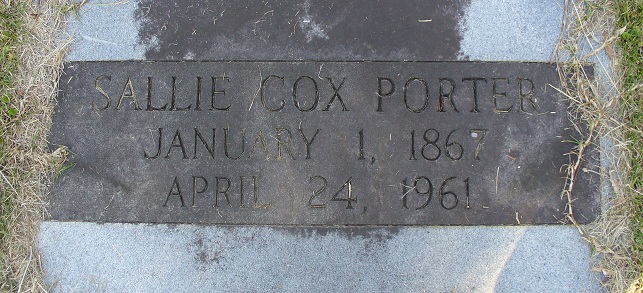 SALLIE COX PORTER
JANUARY 1, 1867
APRIL 24, 1961